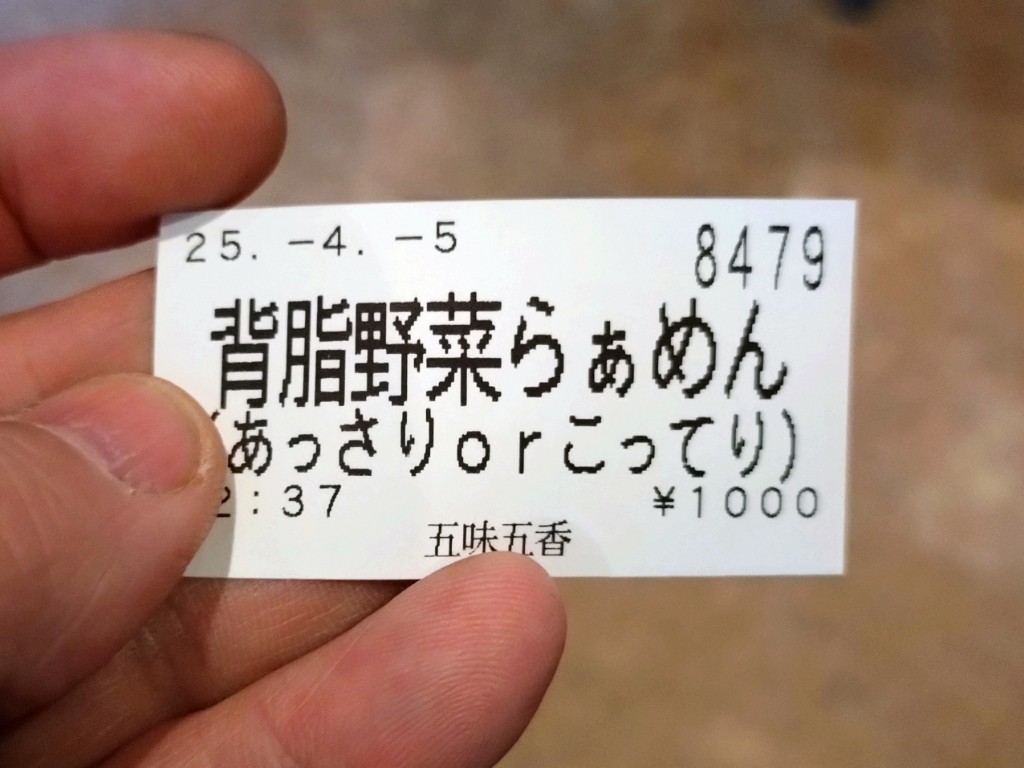 25. -4. -5 8479
背脂野菜らぁめん
(あっさりorこってり)
2:37 ¥1000
五味五香